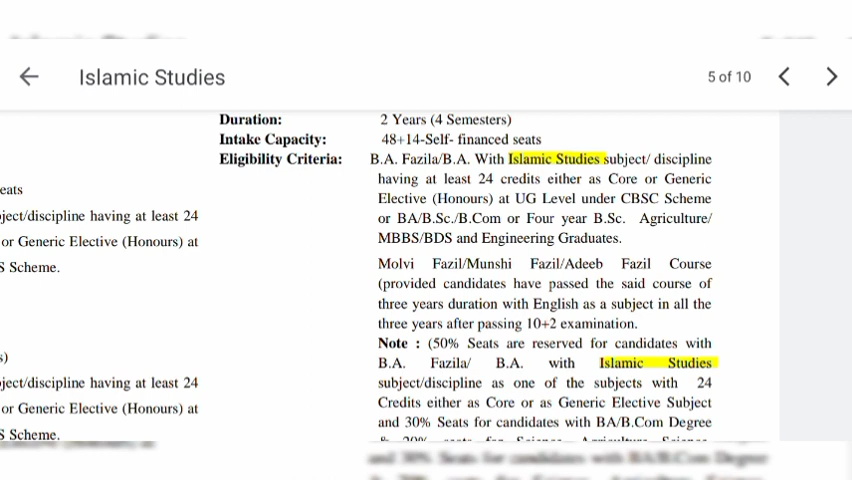 Islamic Studies
5 of 10
Duration: 2 Years (4 Semesters)
Intake Capacity: 48+14-Self- financed seats
Eligibility Criteria: B.A. Fazila/B.A. With Islamic Studies subject/ discipline
having at least 24 credits either as Core or Generic
Elective (Honours) at UG Level under CBSC Scheme
or BA/B.Sc./B.Com or Four year B.Sc. Agriculture/
MBBS/BDS and Engineering Graduates.
Molvi Fazil/Munshi Fazil/Adeeb Fazil Course
(provided candidates have passed the said course of
three years duration with English as a subject in all the
three years after passing 10+2 examination.
Note : (50% Seats are reserved for candidates with
B.A. Fazila/ B.A. with Islamic Studies
subject/discipline as one of the subjects with 24
Credits either as Core or as Generic Elective Subject
and 30% Seats for candidates with BA/B.Com Degree
eats
ject/discipline having at least 24
or Generic Elective (Honours) at
S Scheme.
s)
ject/discipline having at least 24
or Generic Elective (Honours) at
S Scheme.